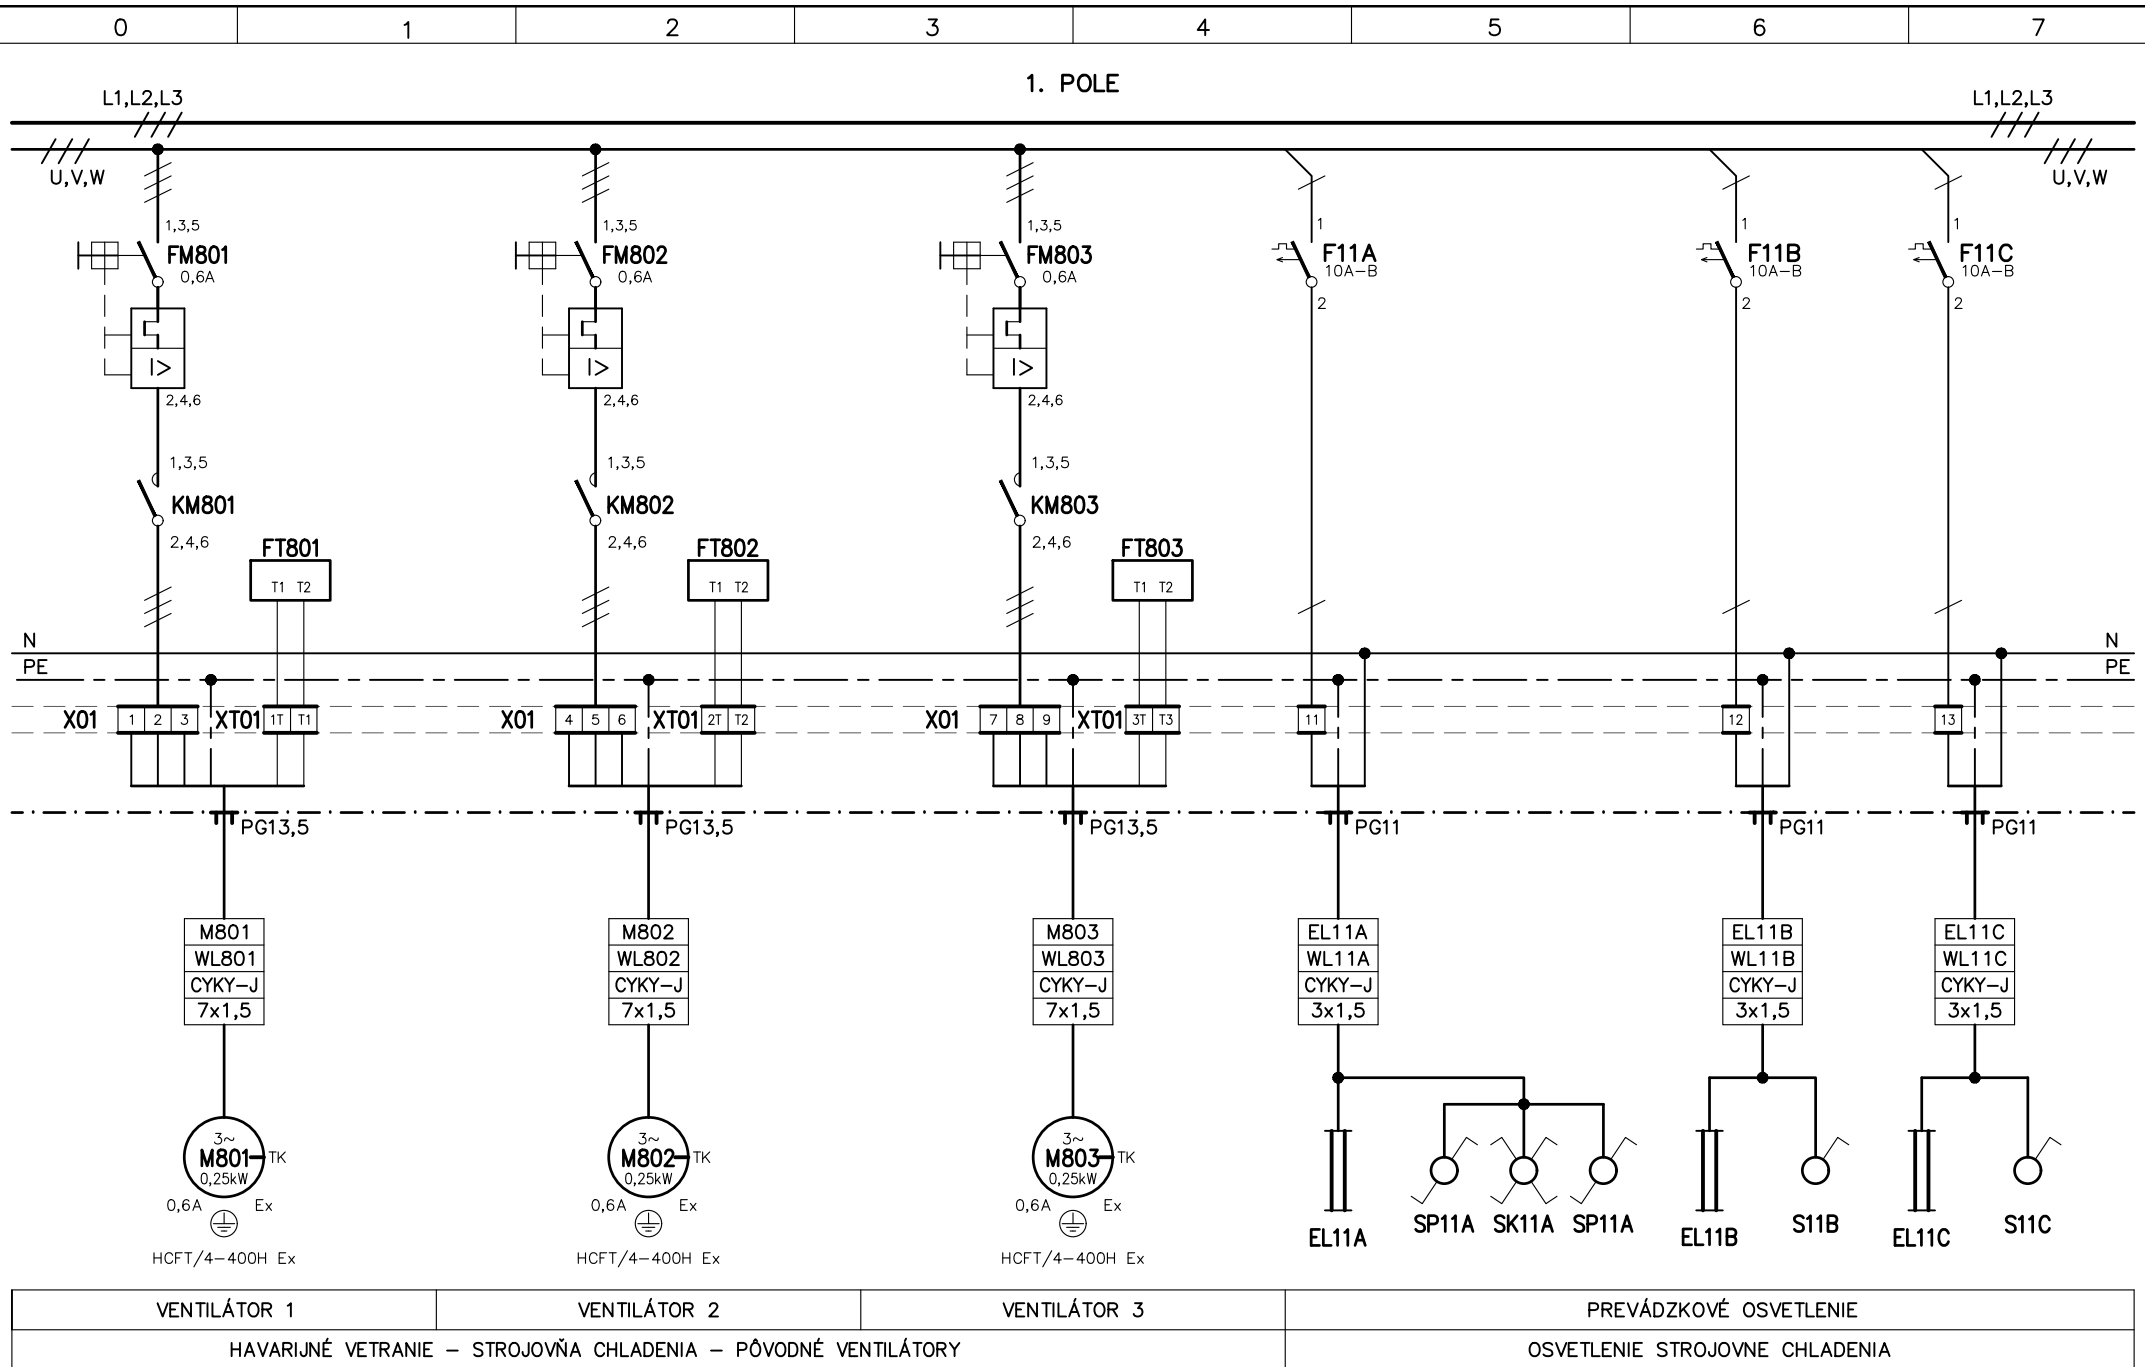 0 1 2 3 4 5 6 7
1. POLE
L1,L2,L3 L1,L2,L3
U,V,W U,V,W
1,3,5 1,3,5 1,3,5 1 1 1
FM801 FM802 FM803 F11A F11B F11C
0,6A 0,6A 0,6A 10A-B 10A-B 10A-B
2 2 2
I> I> I>
2,4,6 2,4,6 2,4,6
1,3,5 1,3,5 1,3,5
KM801 KM802 KM803
2,4,6 2,4,6 2,4,6
FT801 FT802 FT803
T1 T2 T1 T2 T1 T2
N N
PE PE
X01 1 2 3 XT01 1T T1 X01 4 5 6 XT01 2T T2 X01 7 8 9 XT01 3T T3 11 12 13
PG13,5 PG13,5 PG13,5 PG11 PG11 PG11
M801 M802 M803 EL11A EL11B EL11C
WL801 WL802 WL803 WL11A WL11B WL11C
CYKY-J CYKY-J CYKY-J CYKY-J CYKY-J CYKY-J
7x1,5 7x1,5 7x1,5 3x1,5 3x1,5 3x1,5
3~ 3~ 3~
M801 TK M802 TK M803 TK
0,25kW 0,25kW 0,25kW
0,6A Ex 0,6A Ex 0,6A Ex
SP11A SK11A SP11A S11B S11C
EL11A EL11B EL11C
HCFT/4-400H Ex HCFT/4-400H Ex HCFT/4-400H Ex
VENTILÁTOR 1 VENTILÁTOR 2 VENTILÁTOR 3 PREVÁDZKOVÉ OSVETLENIE
HAVARIJNÉ VETRANIE - STROJOVŇA CHLADENIA - PÔVODNÉ VENTILÁTORY OSVETLENIE STROJOVNE CHLADENIA